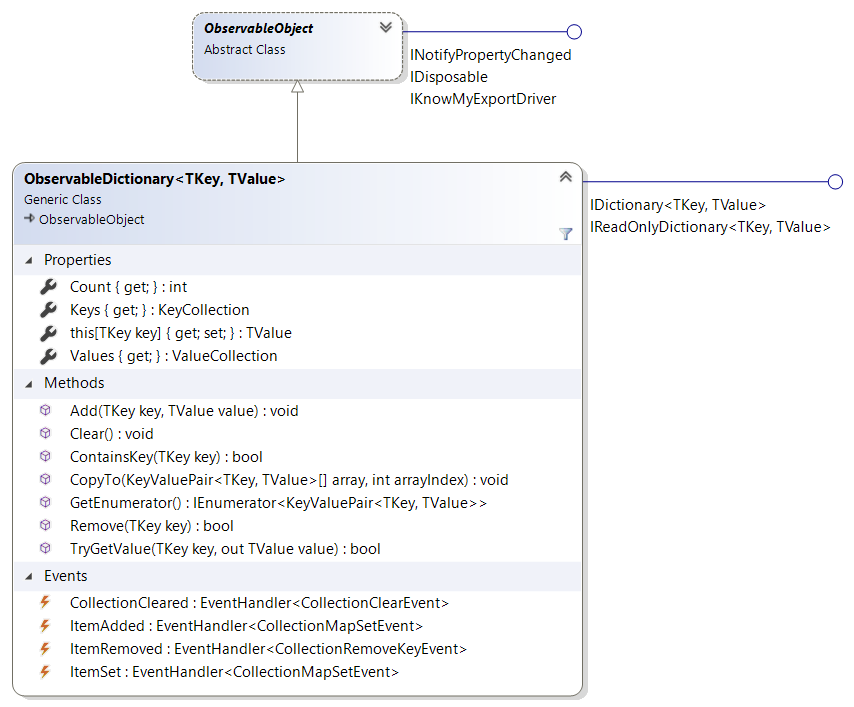 ObservableObject
Abstract Class
INotifyPropertyChanged
IDisposable
IKnowMyExportDriver
ObservableDictionary<TKey, TValue>
Generic Class
ObservableObject
IDictionary<TKey, TValue>
IReadOnlyDictionary<TKey, TValue>
Properties
Count { get; } : int
Keys { get; } : KeyCollection
this[TKey key] { get; set; } : TValue
Values { get; } : ValueCollection
Methods
Add(TKey key, TValue value) : void
Clear() : void
ContainsKey(TKey key) : bool
CopyTo(KeyValuePair<TKey, TValue>[] array, int arrayIndex) : void
GetEnumerator() : IEnumerator<KeyValuePair<TKey, TValue>>
Remove(TKey key) : bool
TryGetValue(TKey key, out TValue value) : bool
Events
CollectionCleared : EventHandler<CollectionClearEvent>
ItemAdded : EventHandler<CollectionMapSetEvent>
ItemRemoved : EventHandler<CollectionRemoveKeyEvent>
ItemSet : EventHandler<CollectionMapSetEvent>